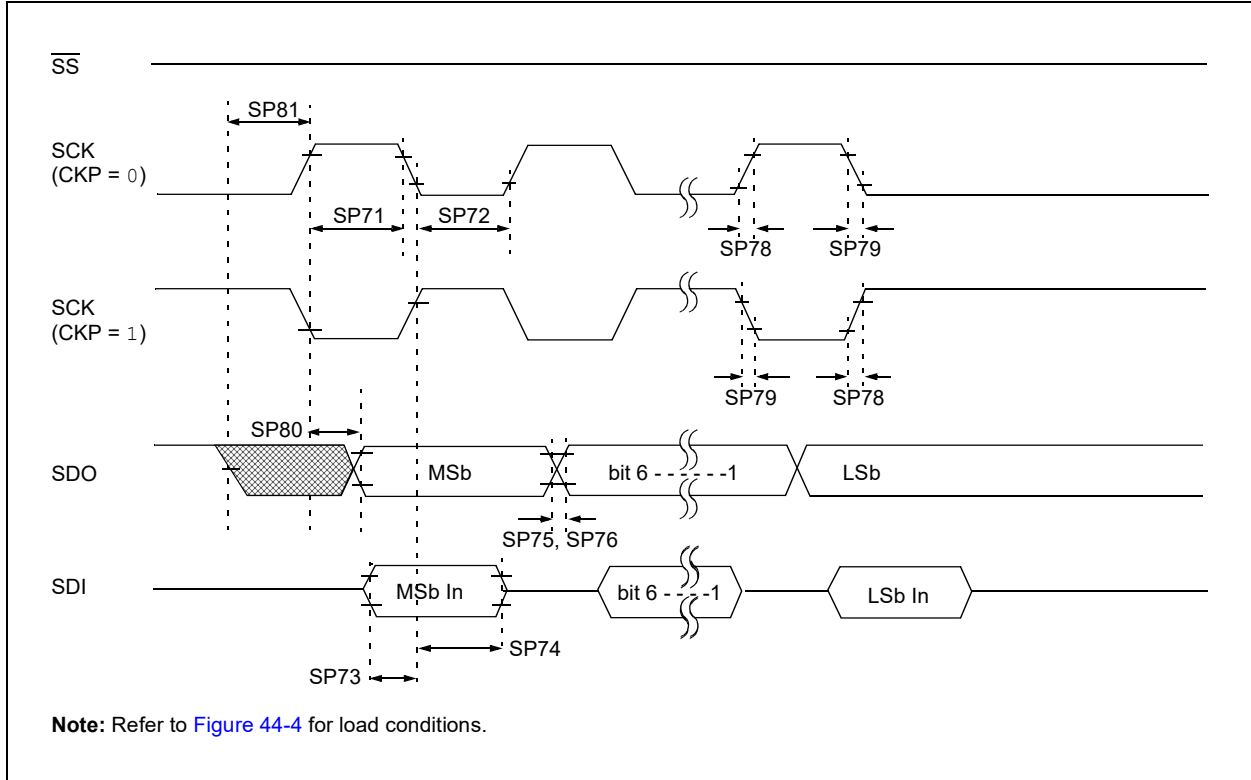 SS
SP81
SCK
(CKP = 0)
SP71
SP72
SP78
SP79
SCK
(CKP = 1)
SP79
SP78
SP80
SDO
MSb
bit 6 - - - - - -1
LSb
SP75, SP76
SDI
MSb In
bit 6 - - - - -1
LSb In
SP74
SP73
Note: Refer to Figure 44-4 for load conditions.